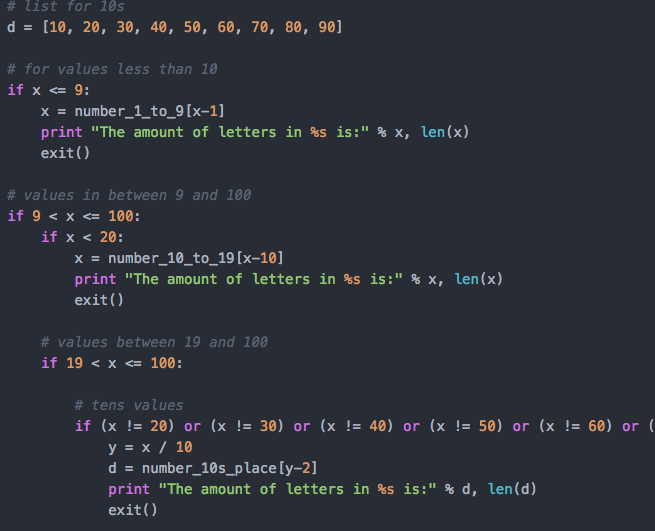 # list for 10s
d = [10, 20, 30, 40, 50, 60, 70, 80, 90]
# for values less than 10
if x <= 9:
x = number_1_to_9[x-1]
print "The amount of letters in %s is:" % x, len(x)
exit()
# values in between 9 and 100
if 9 < x <= 100:
if x < 20:
x = number_10_to_19[x-10]
print "The amount of letters in %s is:" % x, len(x)
exit()
# values between 19 and 100
if 19 < x <= 100:
# tens values
if (x != 20) or (x != 30) or (x != 40) or (x != 50) or (x != 60) or (
y = x / 10
d = number_10s_place[y-2]
print "The amount of letters in %s is:" % d, len(d)
exit()